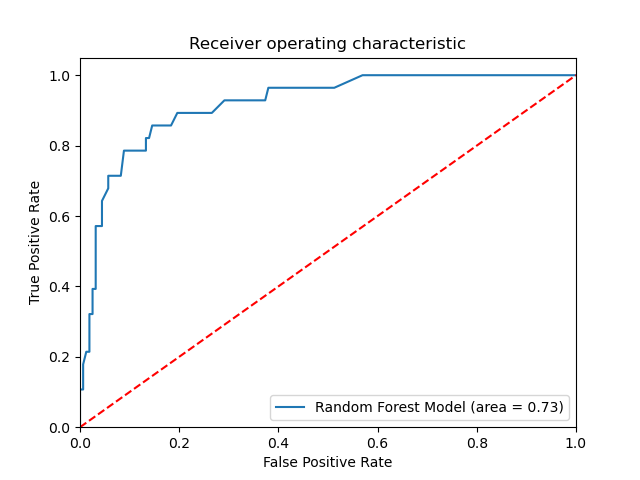 Receiver operating characteristic
1.0
0.8
0.6
0.4
0.2
0.0
True Positive Rate
Random Forest Model (area = 0.73)
0.0 0.2 0.4 0.6 0.8 1.0
False Positive Rate